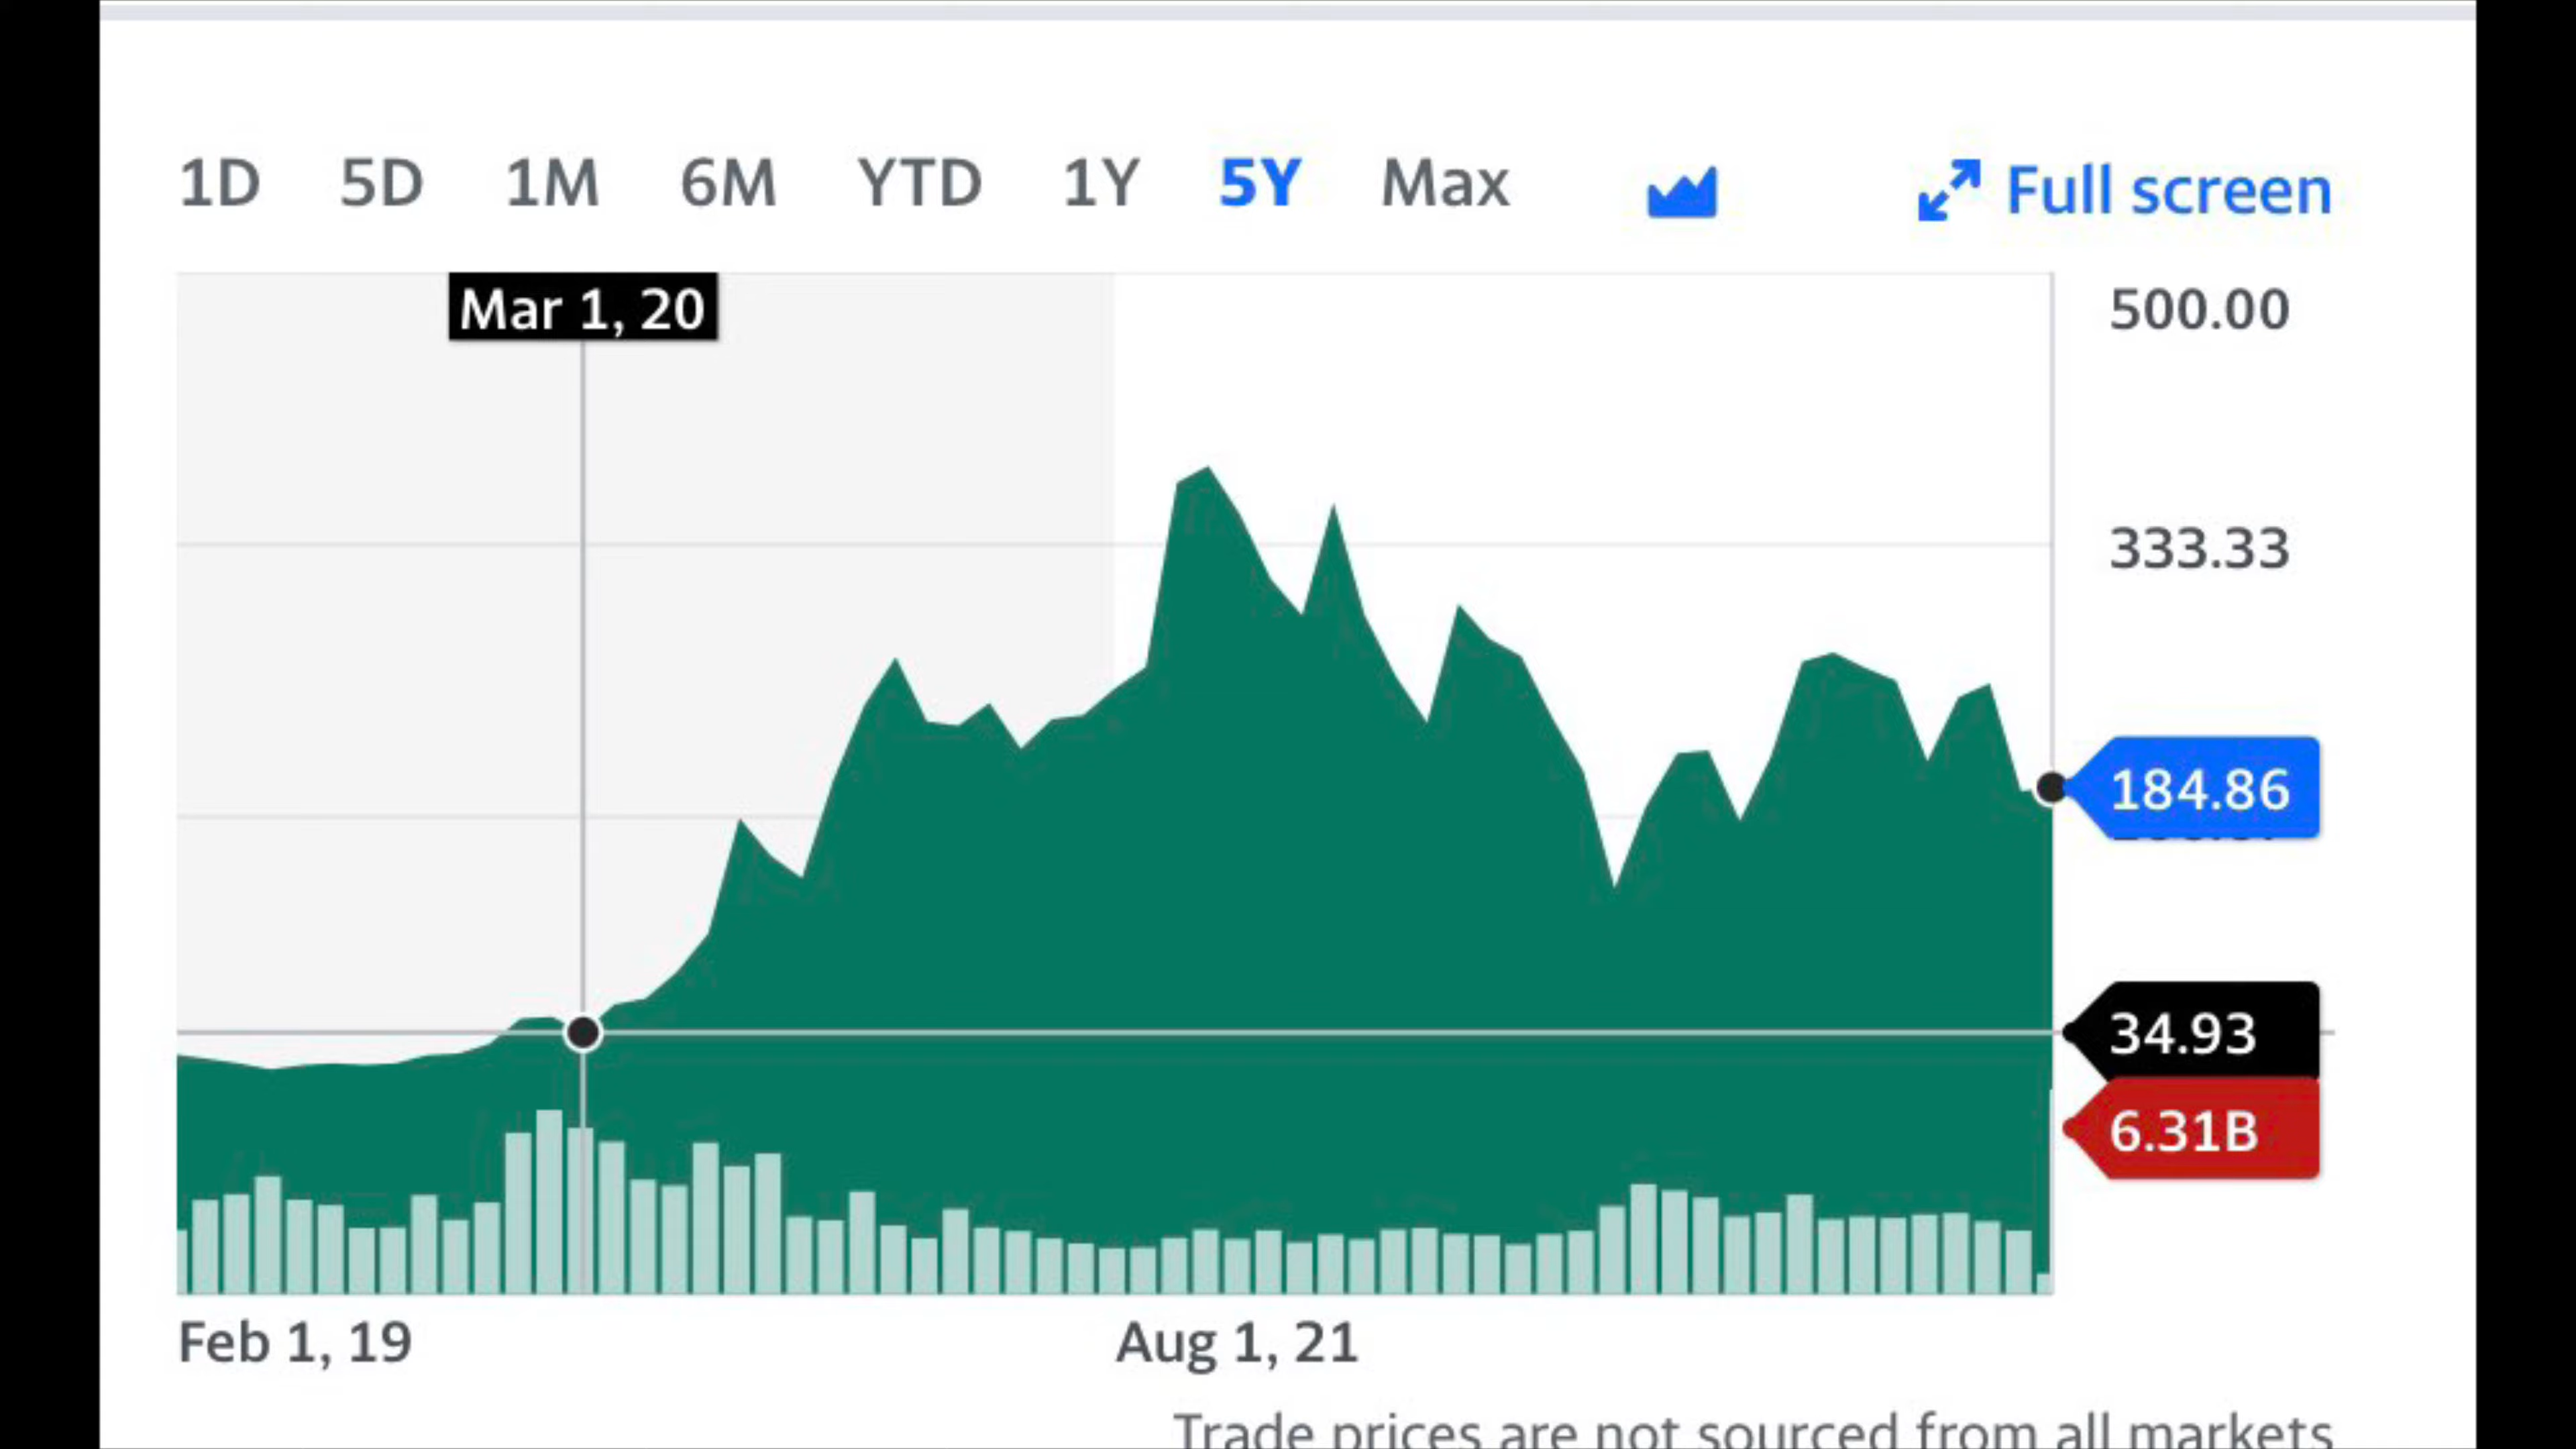 1D 5D 1M 6M YTD 1Y 5Y Max Full screen
Mar 1, 20
500.00
333.33
184.86
34.93
6.31B
Feb 1, 19 Aug 1, 21
Trade prices are not sourced from all markets